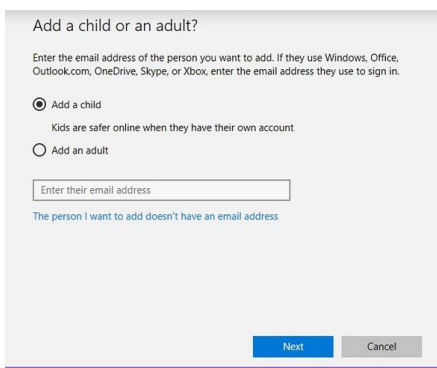 Add a child or an adult?
Enter the email address of the person you want to add. If they use Windows, Office,
Outlook.com, OneDrive, Skype, or Xbox, enter the email address they use to sign in.
Add a child
Kids are safer online when they have their own account
Add an adult
Enter their email address
The person I want to add doesn't have an email address
Next Cancel